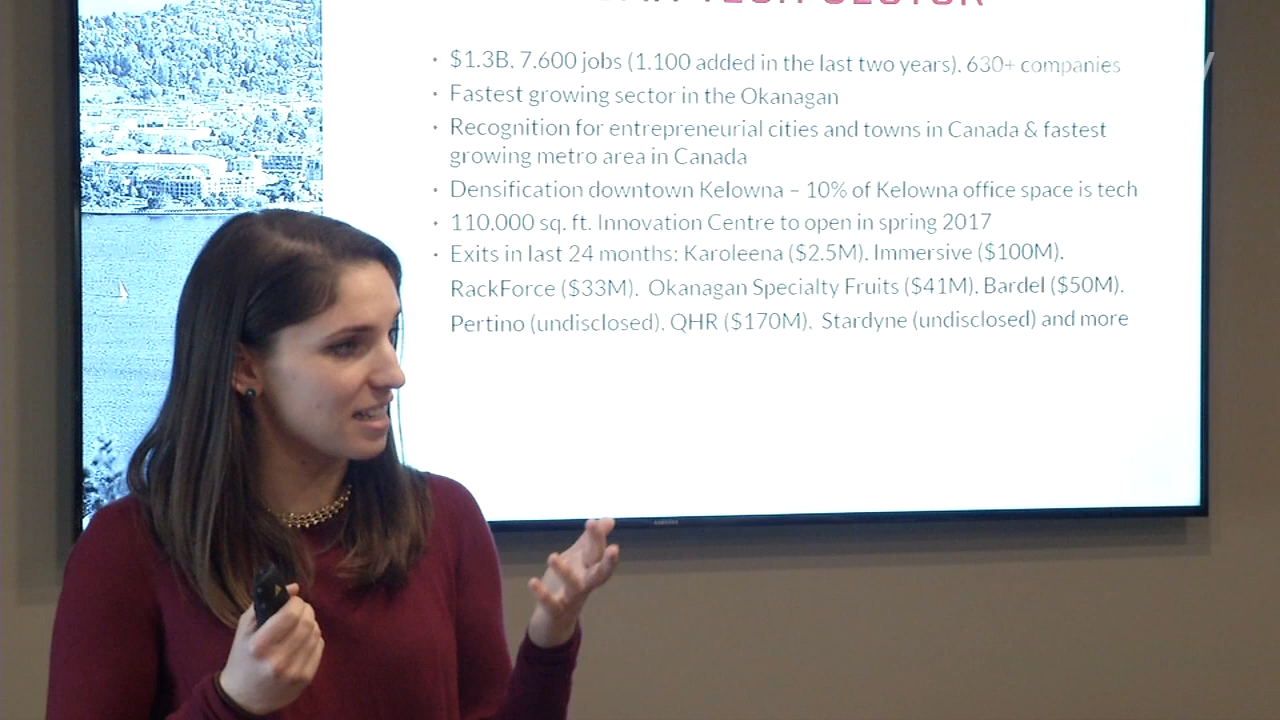 TECH SECTOR
• $1.3B, 7,600 jobs (1,100 added in the last two years), 630+ companies
• Fastest growing sector in the Okanagan
• Recognition for entrepreneurial cities and towns in Canada & fastest
growing metro area in Canada
• Densification downtown Kelowna – 10% of Kelowna office space is tech
• 110,000 sq. ft. Innovation Centre to open in spring 2017
• Exits in last 24 months: Karoleena ($2.5M), Immersive ($100M),
RackForce ($33M), Okanagan Specialty Fruits ($41M), Bardel ($50M),
Pertino (undisclosed), QHR ($170M), Stardyne (undisclosed) and more
SAMSUNG